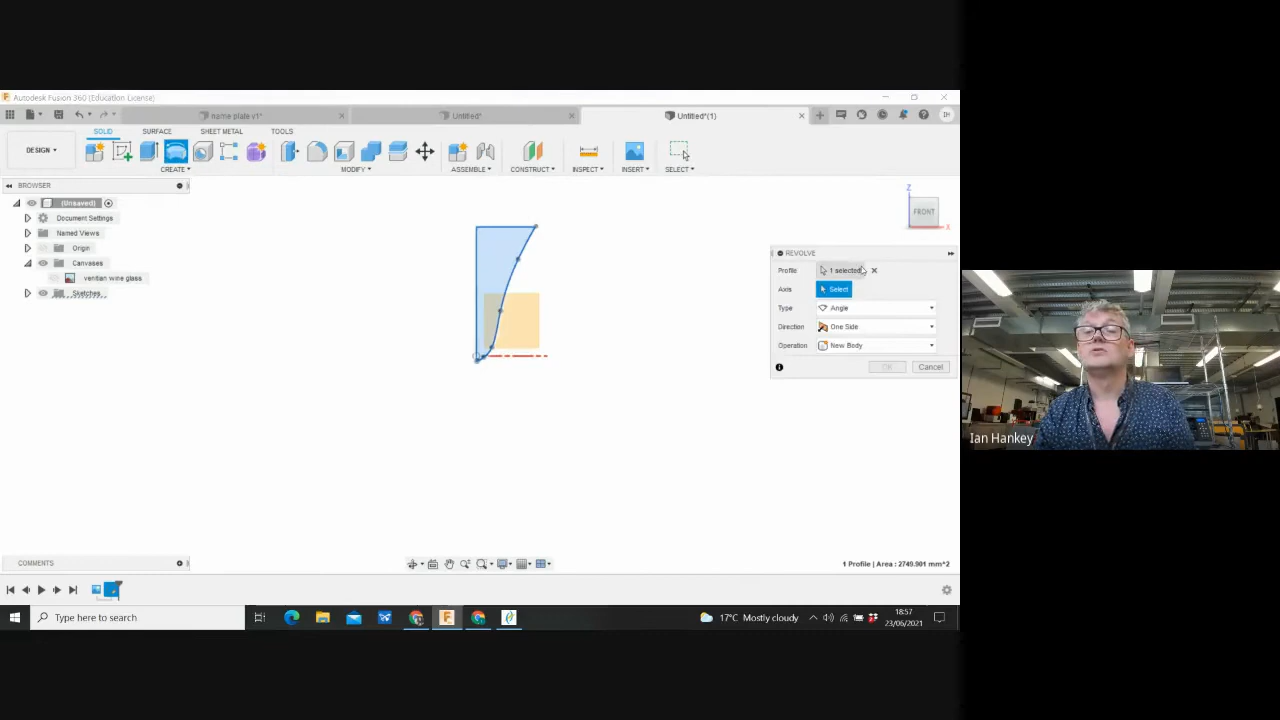 Autodesk Fusion 360 (Education License)
name plate v1*
Untitled*
Untitled*(1)
IH
SOLID
SURFACE
SHEET METAL
TOOLS
DESIGN
CREATE
MODIFY
ASSEMBLE
CONSTRUCT
INSPECT
INSERT
SELECT
BROWSER
(Unsaved)
Document Settings
Named Views
Origin
Canvases
ventian wine glass
Sketches
Z
FRONT
X
REVOLVE
Profile
1 selected
Axis
Select
Type
Angle
Direction
One Side
Operation
New Body
OK
Cancel
Ian Hankey
COMMENTS
1 Profile | Area : 2749.901 mm^2
Type here to search
17°C Mostly cloudy
18:57
23/06/2021